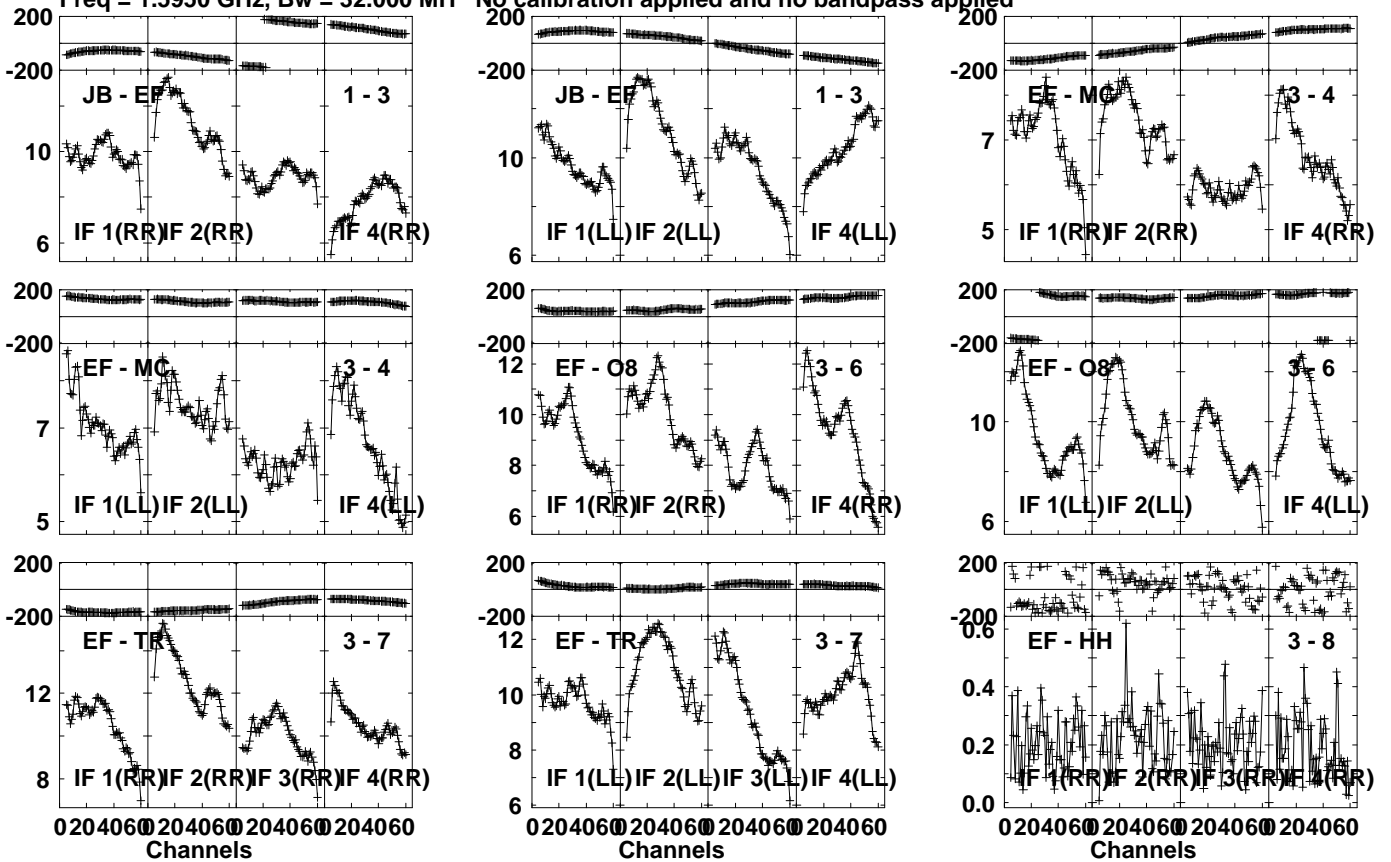 Freq = 1.5950 GHz, Bw = 32.000 MH No calibration applied and no bandpass applied
200
-200
JB - EF 1 - 3
10
6
IF 1(RR) IF 2(RR) IF 4(RR)
JB - EF 1 - 3
10
6
IF 1(LL) IF 2(LL) IF 4(LL)
200
-200
EF - MC 3 - 4
7
5
IF 1(RR) IF 2(RR) IF 4(RR)
200
-200
EF - MC 3 - 4
7
5
IF 1(LL) IF 2(LL) IF 4(LL)
200
-200
12
EF - O8 3 - 6
10
8
6
IF 1(RR) IF 2(RR) IF 4(RR)
200
-200
EF - O8 3 - 6
10
6
IF 1(LL) IF 2(LL) IF 4(LL)
200
-200
EF - TR 3 - 7
12
8
IF 1(RR) IF 2(RR) IF 3(RR) IF 4(RR)
200
-200
12
EF - TR 3 - 7
10
8
6
IF 1(LL) IF 2(LL) IF 3(LL) IF 4(LL)
200
-200
0.6
EF - HH 3 - 8
0.4
0.2
0.0
IF 1(RR) IF 2(RR) IF 3(RR) IF 4(RR)
0 20 40 60 0 20 40 60 0 20 40 60 0 20 40 60
Channels
0 20 40 60 0 20 40 60 0 20 40 60 0 20 40 60
Channels
0 20 40 60 0 20 40 60 0 20 40 60 0 20 40 60
Channels